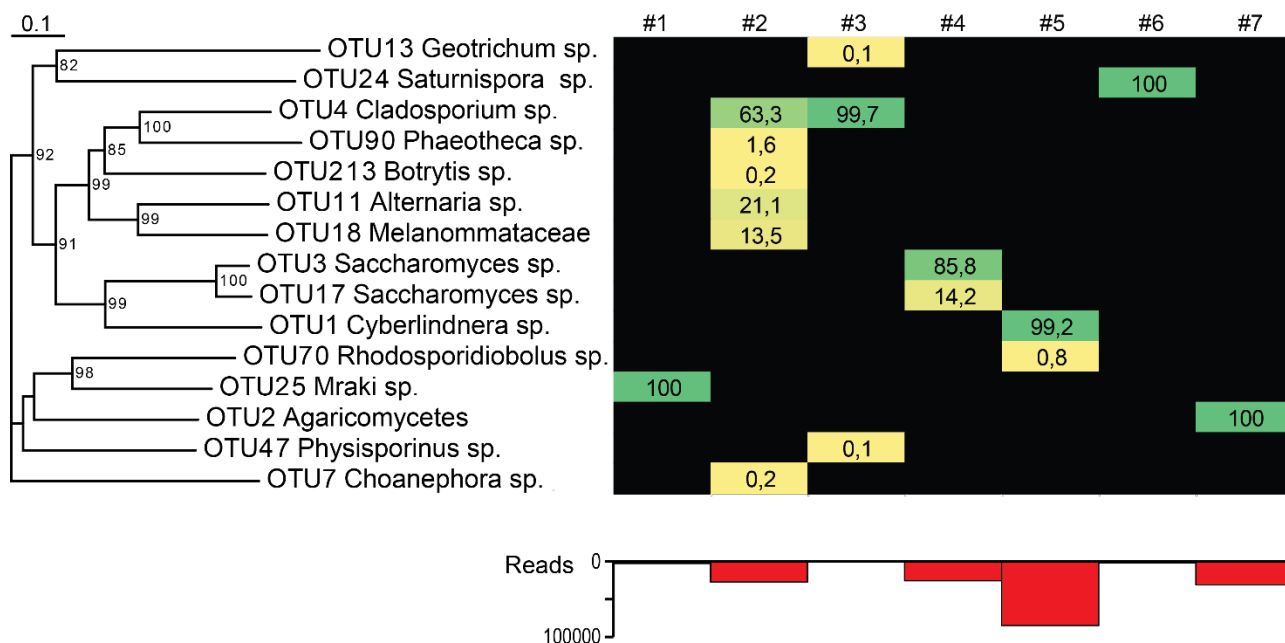 0.1 #1 #2 #3 #4 #5 #6 #7
OTU13 Geotrichum sp. 0,1
82
OTU24 Saturnispora sp. 100
OTU4 Cladosporium sp. 63,3 99,7
100
OTU90 Phaeotheca sp. 1,6
92
85
OTU213 Botrytis sp. 0,2
99
OTU11 Alternaria sp. 21,1
99
OTU18 Melanommataceae 13,5
91
OTU3 Saccharomyces sp. 85,8
100
OTU17 Saccharomyces sp. 14,2
99
OTU1 Cyberlindnera sp. 99,2
OTU70 Rhodosporidiobolus sp. 0,8
98
OTU25 Mraki sp. 100
OTU2 Agaricomycetes 100
OTU47 Physisporinus sp. 0,1
OTU7 Choanephora sp. 0,2
Reads 0
100000